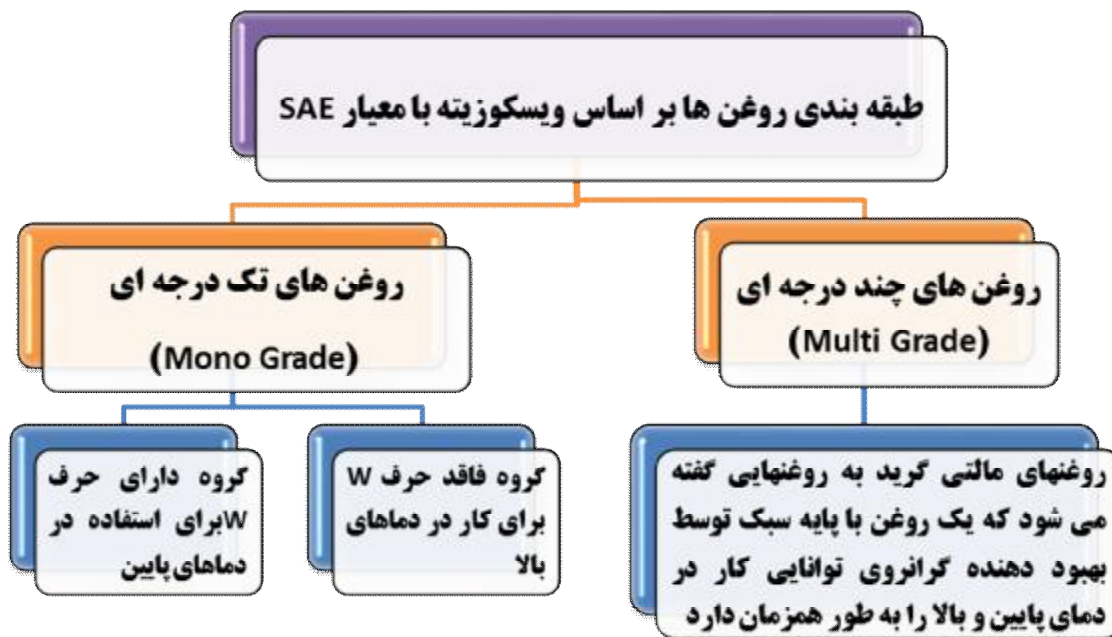 طبقه بندی روغن ها بر اساس ویسکوزیته با معیار SAE
روغن های چند درجه ای
(Multi Grade)
روغنهای مالتی گرید به روغنهایی گفته
می شود که یک روغن با پایه سبک توسط
بهبود دهنده گرانروی توانایی کار در
دمای پایین و بالا را به طور همزمان دارد
روغن های تک درجه ای
(Mono Grade)
گروه فاقد حرف W
برای کار در دماهای
بالا
گروه دارای حرف
Wبرای استفاده در
دماهای پایین